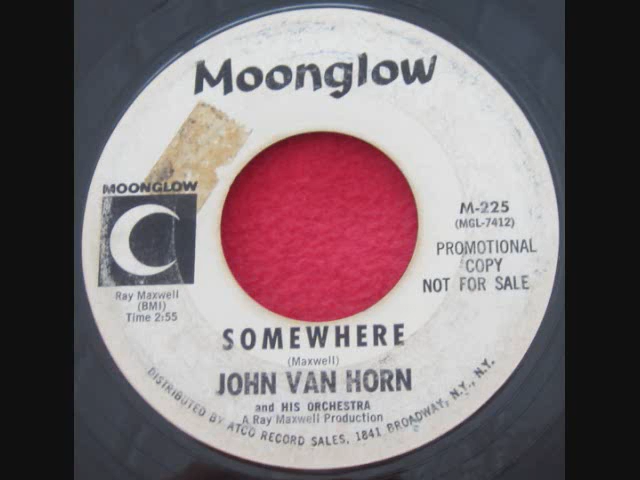 Moonglow
MOONGLOW
M-225
(MGL-7412)
PROMOTIONAL
COPY
NOT FOR SALE
Ray Maxwell
(BMI)
Time 2:55
SOMEWHERE
(Maxwell)
JOHN VAN HORN
and HIS ORCHESTRA
A Ray Maxwell Production
DISTRIBUTED BY ATCO RECORD SALES, 1841 BROADWAY, N.Y., N.Y.